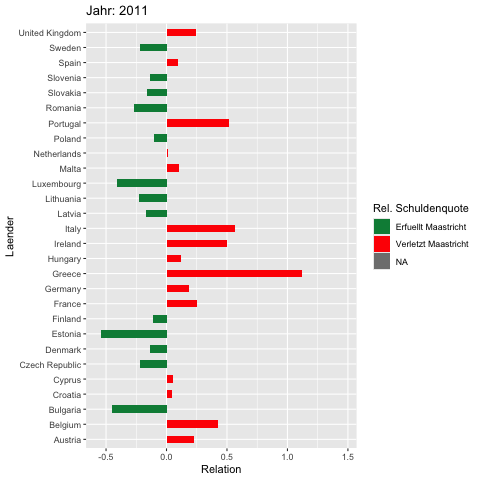 Jahr: 2011
United Kingdom
Sweden
Spain
Slovenia
Slovakia
Romania
Portugal
Poland
Netherlands
Malta
Luxembourg
Lithuania
Latvia
Italy
Ireland
Hungary
Greece
Germany
France
Finland
Estonia
Denmark
Czech Republic
Cyprus
Croatia
Bulgaria
Belgium
Austria
Laender
-0.5 0.0 0.5 1.0 1.5
Relation
Rel. Schuldenquote
Erfuellt Maastricht
Verletzt Maastricht
NA